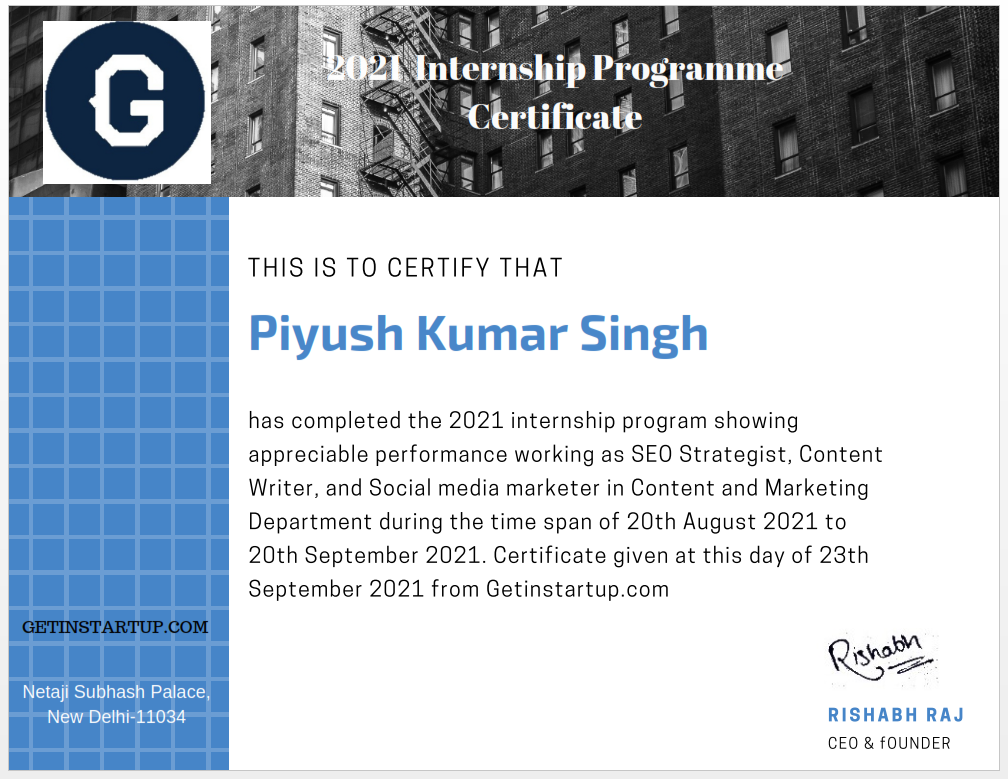 G
2021 Internship Programme
Certificate
THIS IS TO CERTIFY THAT
Piyush Kumar Singh
has completed the 2021 internship program showing
appreciable performance working as SEO Strategist, Content
Writer, and Social media marketer in Content and Marketing
Department during the time span of 20th August 2021 to
20th September 2021. Certificate given at this day of 23th
September 2021 from Getinstartup.com
GETINSTARTUP.COM
Netaji Subhash Palace,
New Delhi-11034
Rishabh
RISHABH RAJ
CEO & fOUNDER